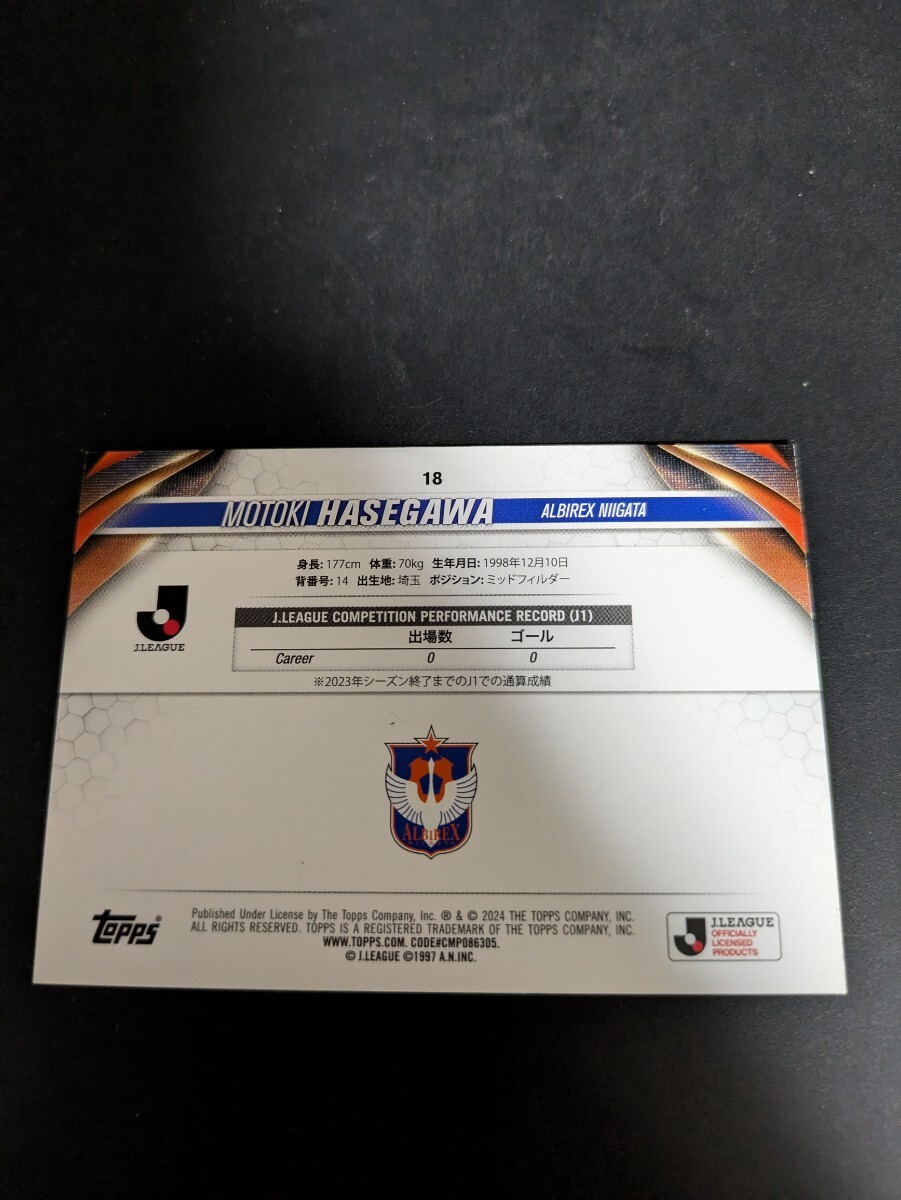 18
MOTOKI HASEGAWA ALBIREX NIIGATA
身長: 177cm 体重: 70kg 生年月日: 1998年12月10日
背番号: 14 出生地: 埼玉 ポジション: ミッドフィルダー
J.LEAGUE
J.LEAGUE COMPETITION PERFORMANCE RECORD (J1)
出場数 ゴール
Career 0 0
※2023年シーズン終了までのJ1での通算成績
ALBIREX
topps®
Published Under License by The Topps Company, Inc. ® & © 2024 THE TOPPS COMPANY, INC.
ALL RIGHTS RESERVED. TOPPS IS A REGISTERED TRADEMARK OF THE TOPPS COMPANY, INC.
WWW.TOPPS.COM. CODE#CMP086305.
© J.LEAGUE ©1997 A.N.INC.
J.LEAGUE
OFFICIALLY
LICENSED
PRODUCTS